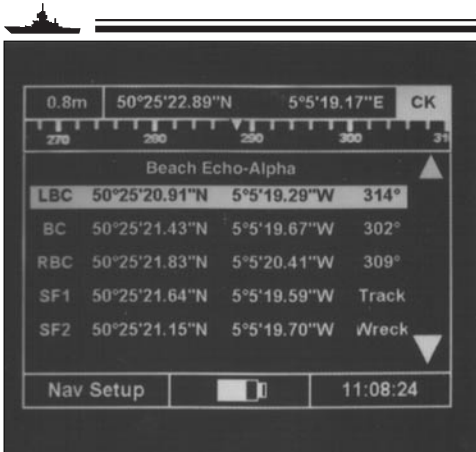 0.8m 50°25'22.89"N 5°5'19.17"E CK
270 280 290 300 31
Beach Echo-Alpha
LBC 50°25'20.91"N 5°5'19.29"W 314°
BC 50°25'21.43"N 5°5'19.67"W 302°
RBC 50°25'21.83"N 5°5'20.41"W 309°
SF1 50°25'21.64"N 5°5'19.59"W Track
SF2 50°25'21.15"N 5°5'19.70"W Wreck
Nav Setup 11:08:24